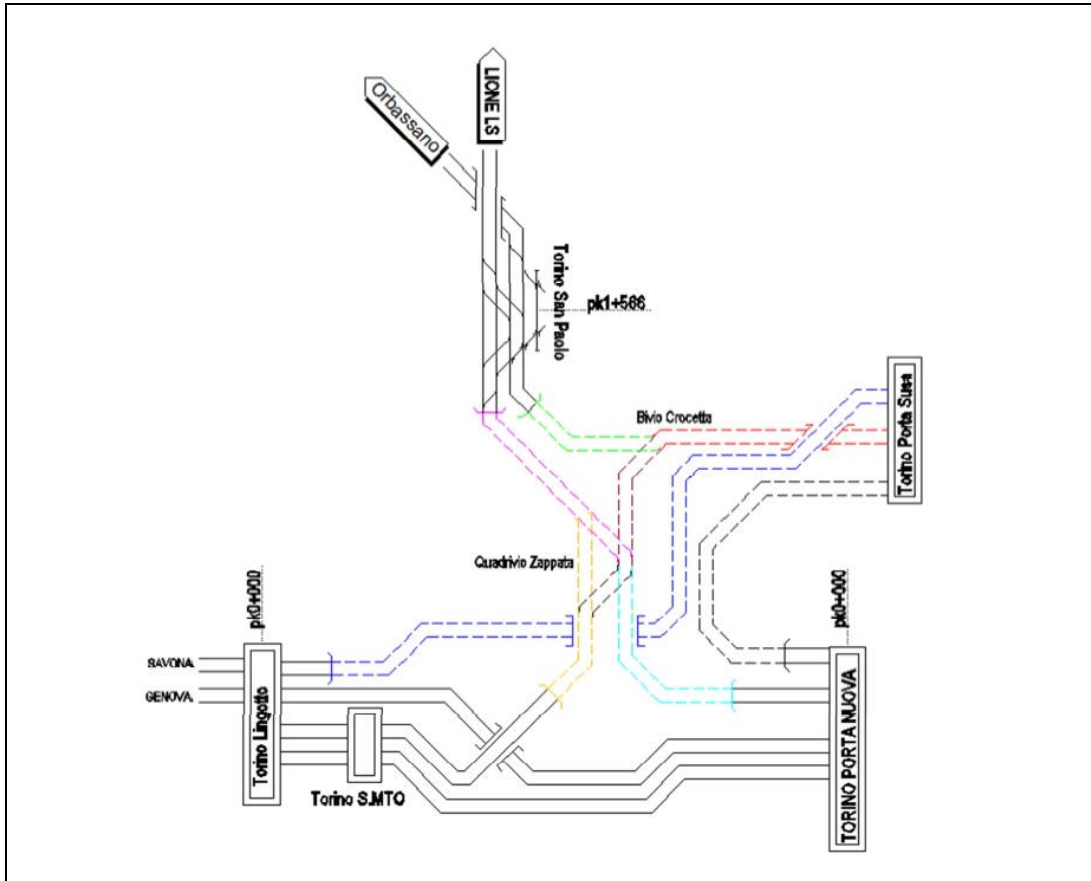 LIONE LS
Orbassano
Torino San Paolo
pk1+566
Bivio Crocetta
Torino Porta Susa
Quadrivio Zappata
pk0+000
pk0+000
SAVONA.
GENOVA.
Torino Lingotto
Torino S.MTO
TORINO PORTA NUOVA